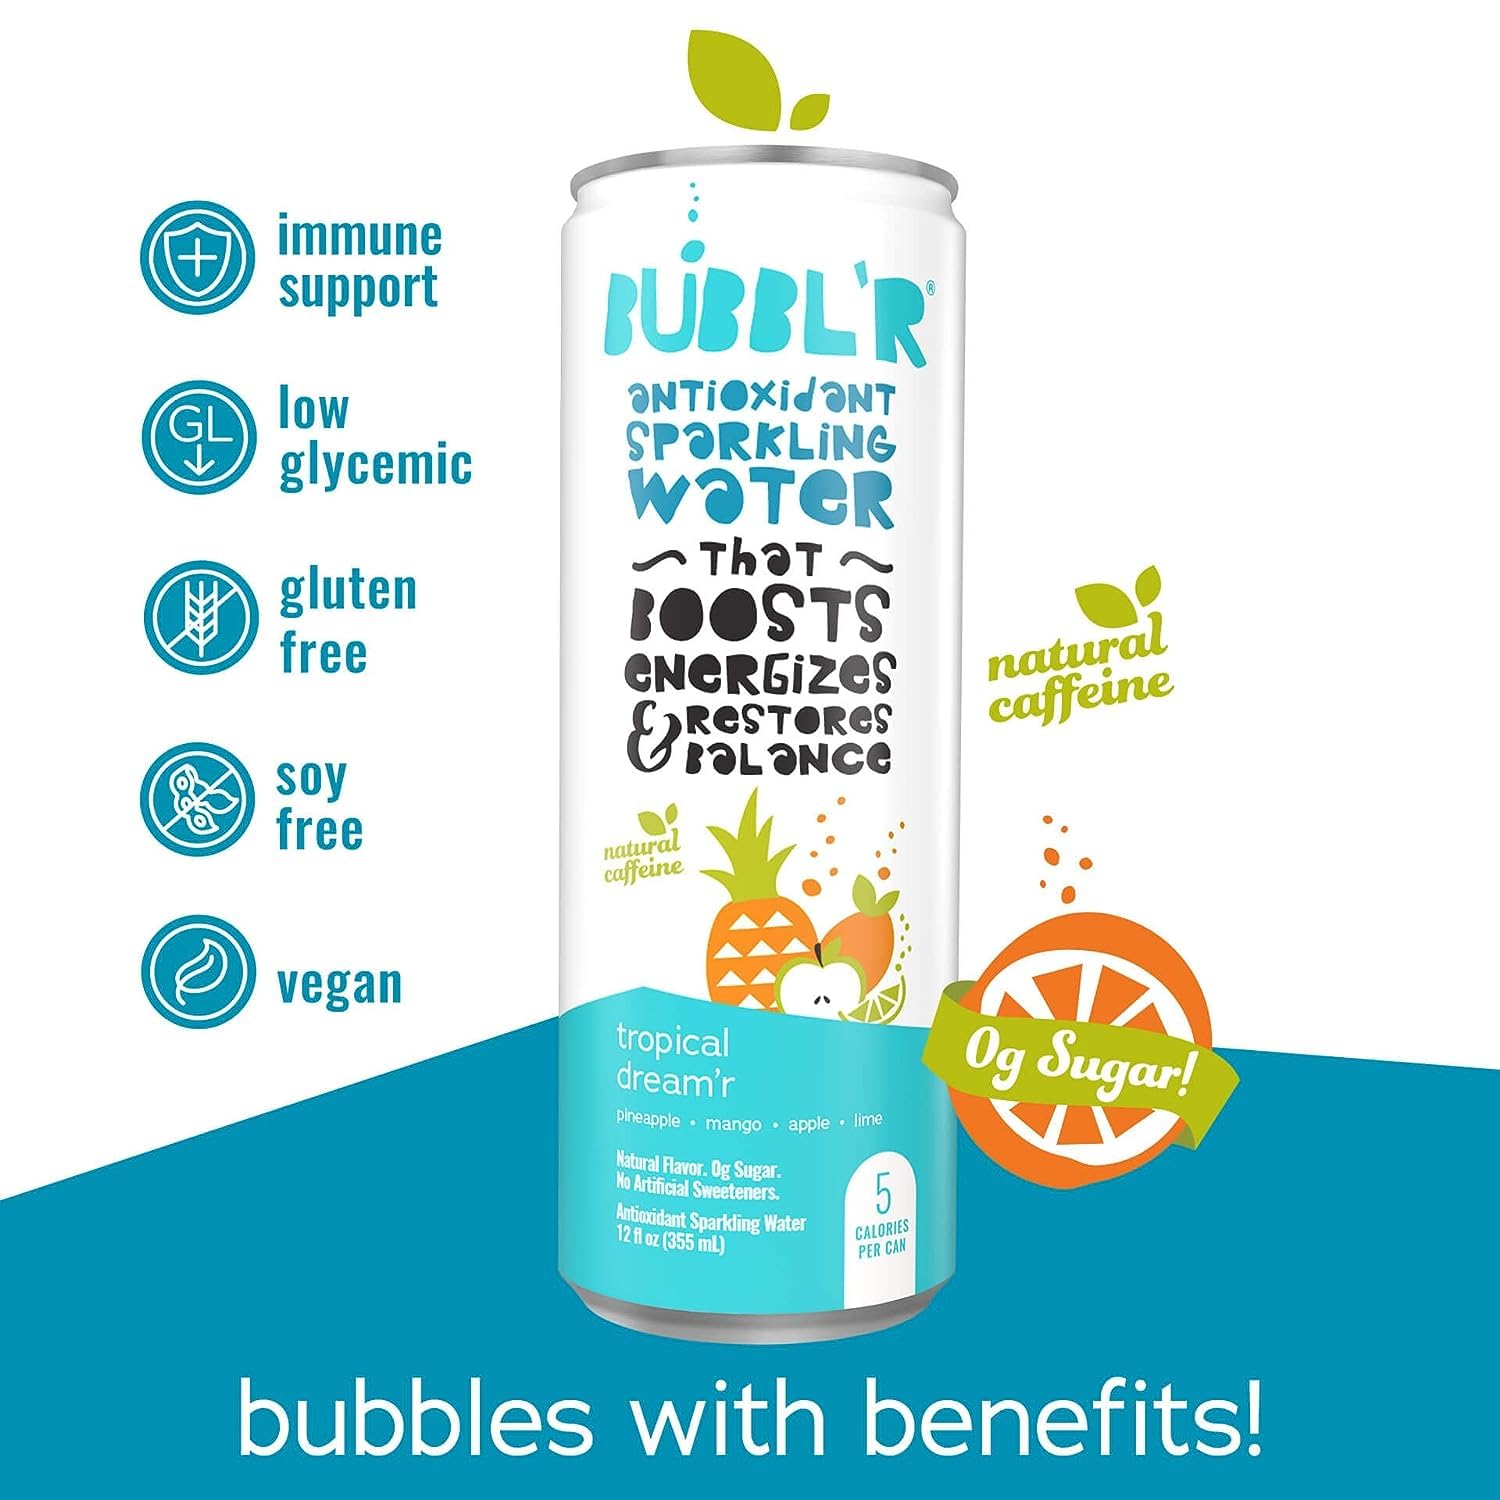 immune
support
GL
low
glycemic
gluten
free
soy
free
vegan
BUBBL'R®
antioxidant
sparkling
water
that
boosts
energizes
& restores
balance
natural
caffeine
tropical
dream'r
pineapple • mango • apple • lime
Natural Flavor. 0g Sugar.
No Artificial Sweeteners.
Antioxidant Sparkling Water
12 fl oz (355 mL)
5
CALORIES
PER CAN
natural
caffeine
0g Sugar!
bubbles with benefits!